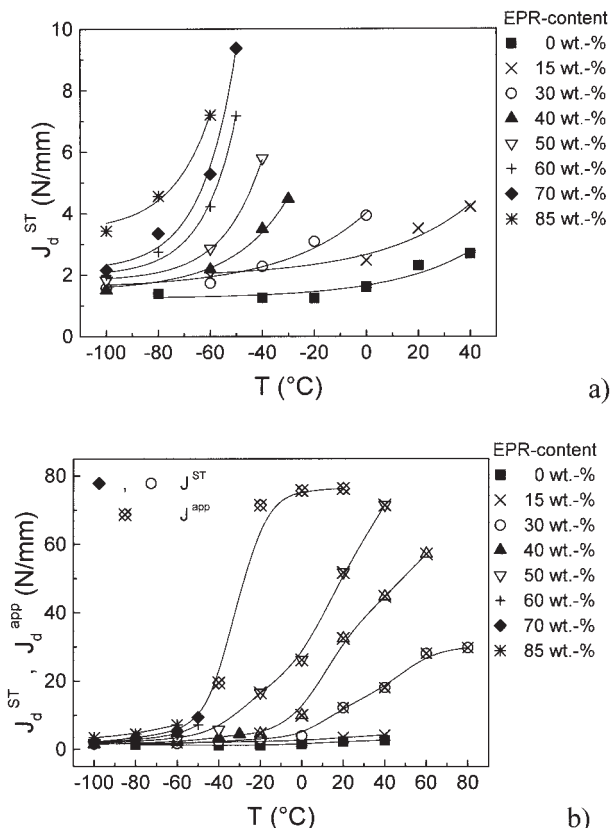 EPR-content
0 wt.-%
15 wt.-%
30 wt.-%
40 wt.-%
50 wt.-%
60 wt.-%
70 wt.-%
85 wt.-%
10
8
6
4
2
0
J_d^ST (N/mm)
-100 -80 -60 -40 -20 0 20 40
T (°C)
a)
EPR-content
0 wt.-%
15 wt.-%
30 wt.-%
40 wt.-%
50 wt.-%
60 wt.-%
70 wt.-%
85 wt.-%
, J^ST
J^app
80
60
40
20
0
J_d^ST , J_d^app (N/mm)
-100 -80 -60 -40 -20 0 20 40 60 80
T (°C)
b)